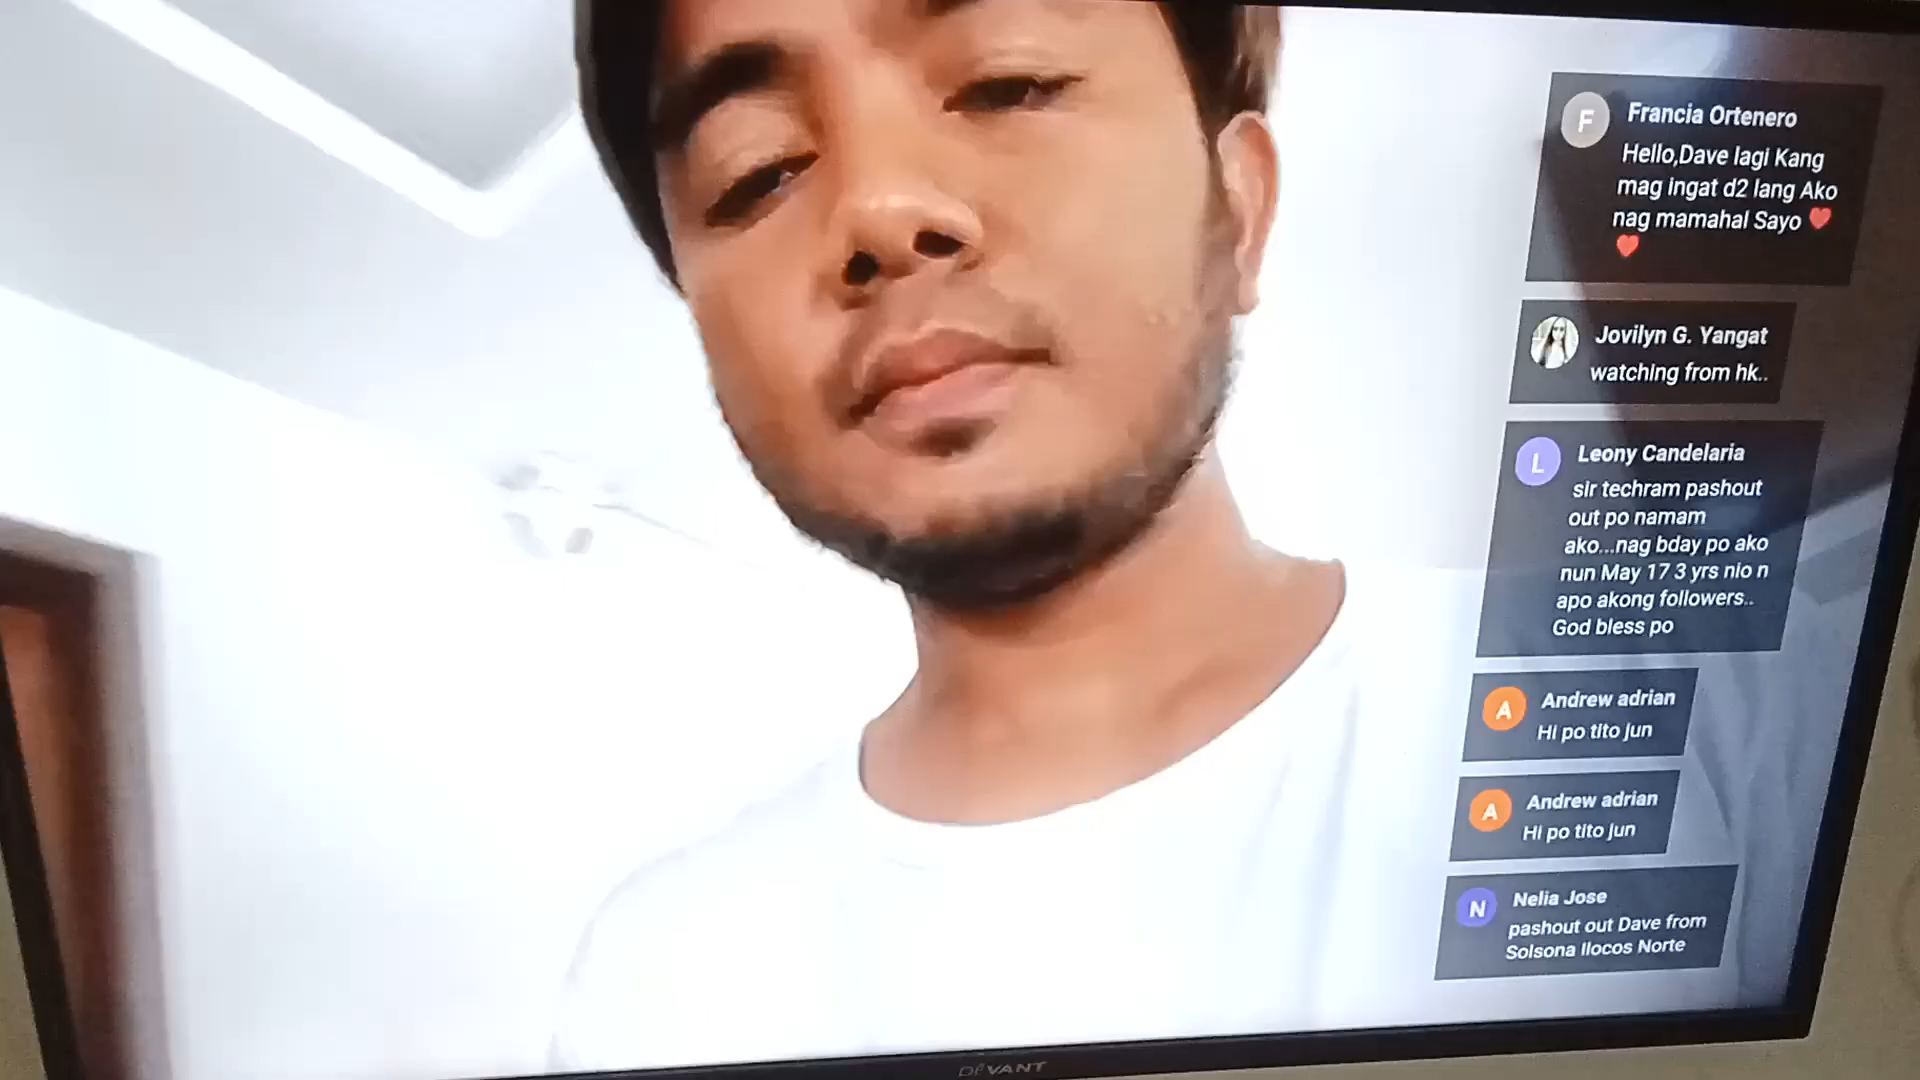 F
Francia Ortenero
Hello,Dave lagi Kang
mag ingat d2 lang Ako
nag mamahal Sayo ❤️
❤️
Jovilyn G. Yangat
watching from hk..
L
Leony Candelaria
sir techram pashout
out po namam
ako...nag bday po ako
nun May 17 3 yrs nio n
apo akong followers..
God bless po
A
Andrew adrian
Hi po tito jun
A
Andrew adrian
Hi po tito jun
N
Nelia Jose
pashout out Dave from
Solsona Ilocos Norte
DEVANT